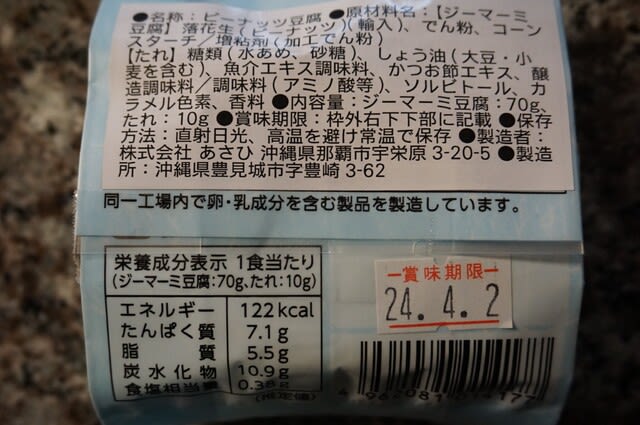 ●名称：ピーナッツ豆腐 ●原材料名：【ジーマーミ
豆腐】落花生(ピーナッツ)(輸入)、でん粉、コーン
スターチ／増粘剤(加工でん粉)
【たれ】糖類(水あめ、砂糖)、しょう油(大豆・小
麦を含む)、魚介エキス調味料、かつお節エキス、醸
造調味料／調味料(アミノ酸等)、ソルビトール、カ
ラメル色素、香料 ●内容量：ジーマーミ豆腐：70g、
たれ：10g ●賞味期限：枠外右下下部に記載 ●保存
方法：直射日光、高温を避け常温で保存 ●製造者：
株式会社 あさひ 沖縄県那覇市宇栄原 3-20-5 ●製造
所：沖縄県豊見城市字豊崎 3-62
同一工場内で卵・乳成分を含む製品を製造しています。
栄養成分表示 1食当たり
(ジーマーミ豆腐：70g、たれ：10g)
エネルギー 122kcal
たんぱく質 7.1g
脂質 5.5g
炭水化物 10.9g
食塩相当量 0.38g
(推定値)
賞味期限
24. 4. 2